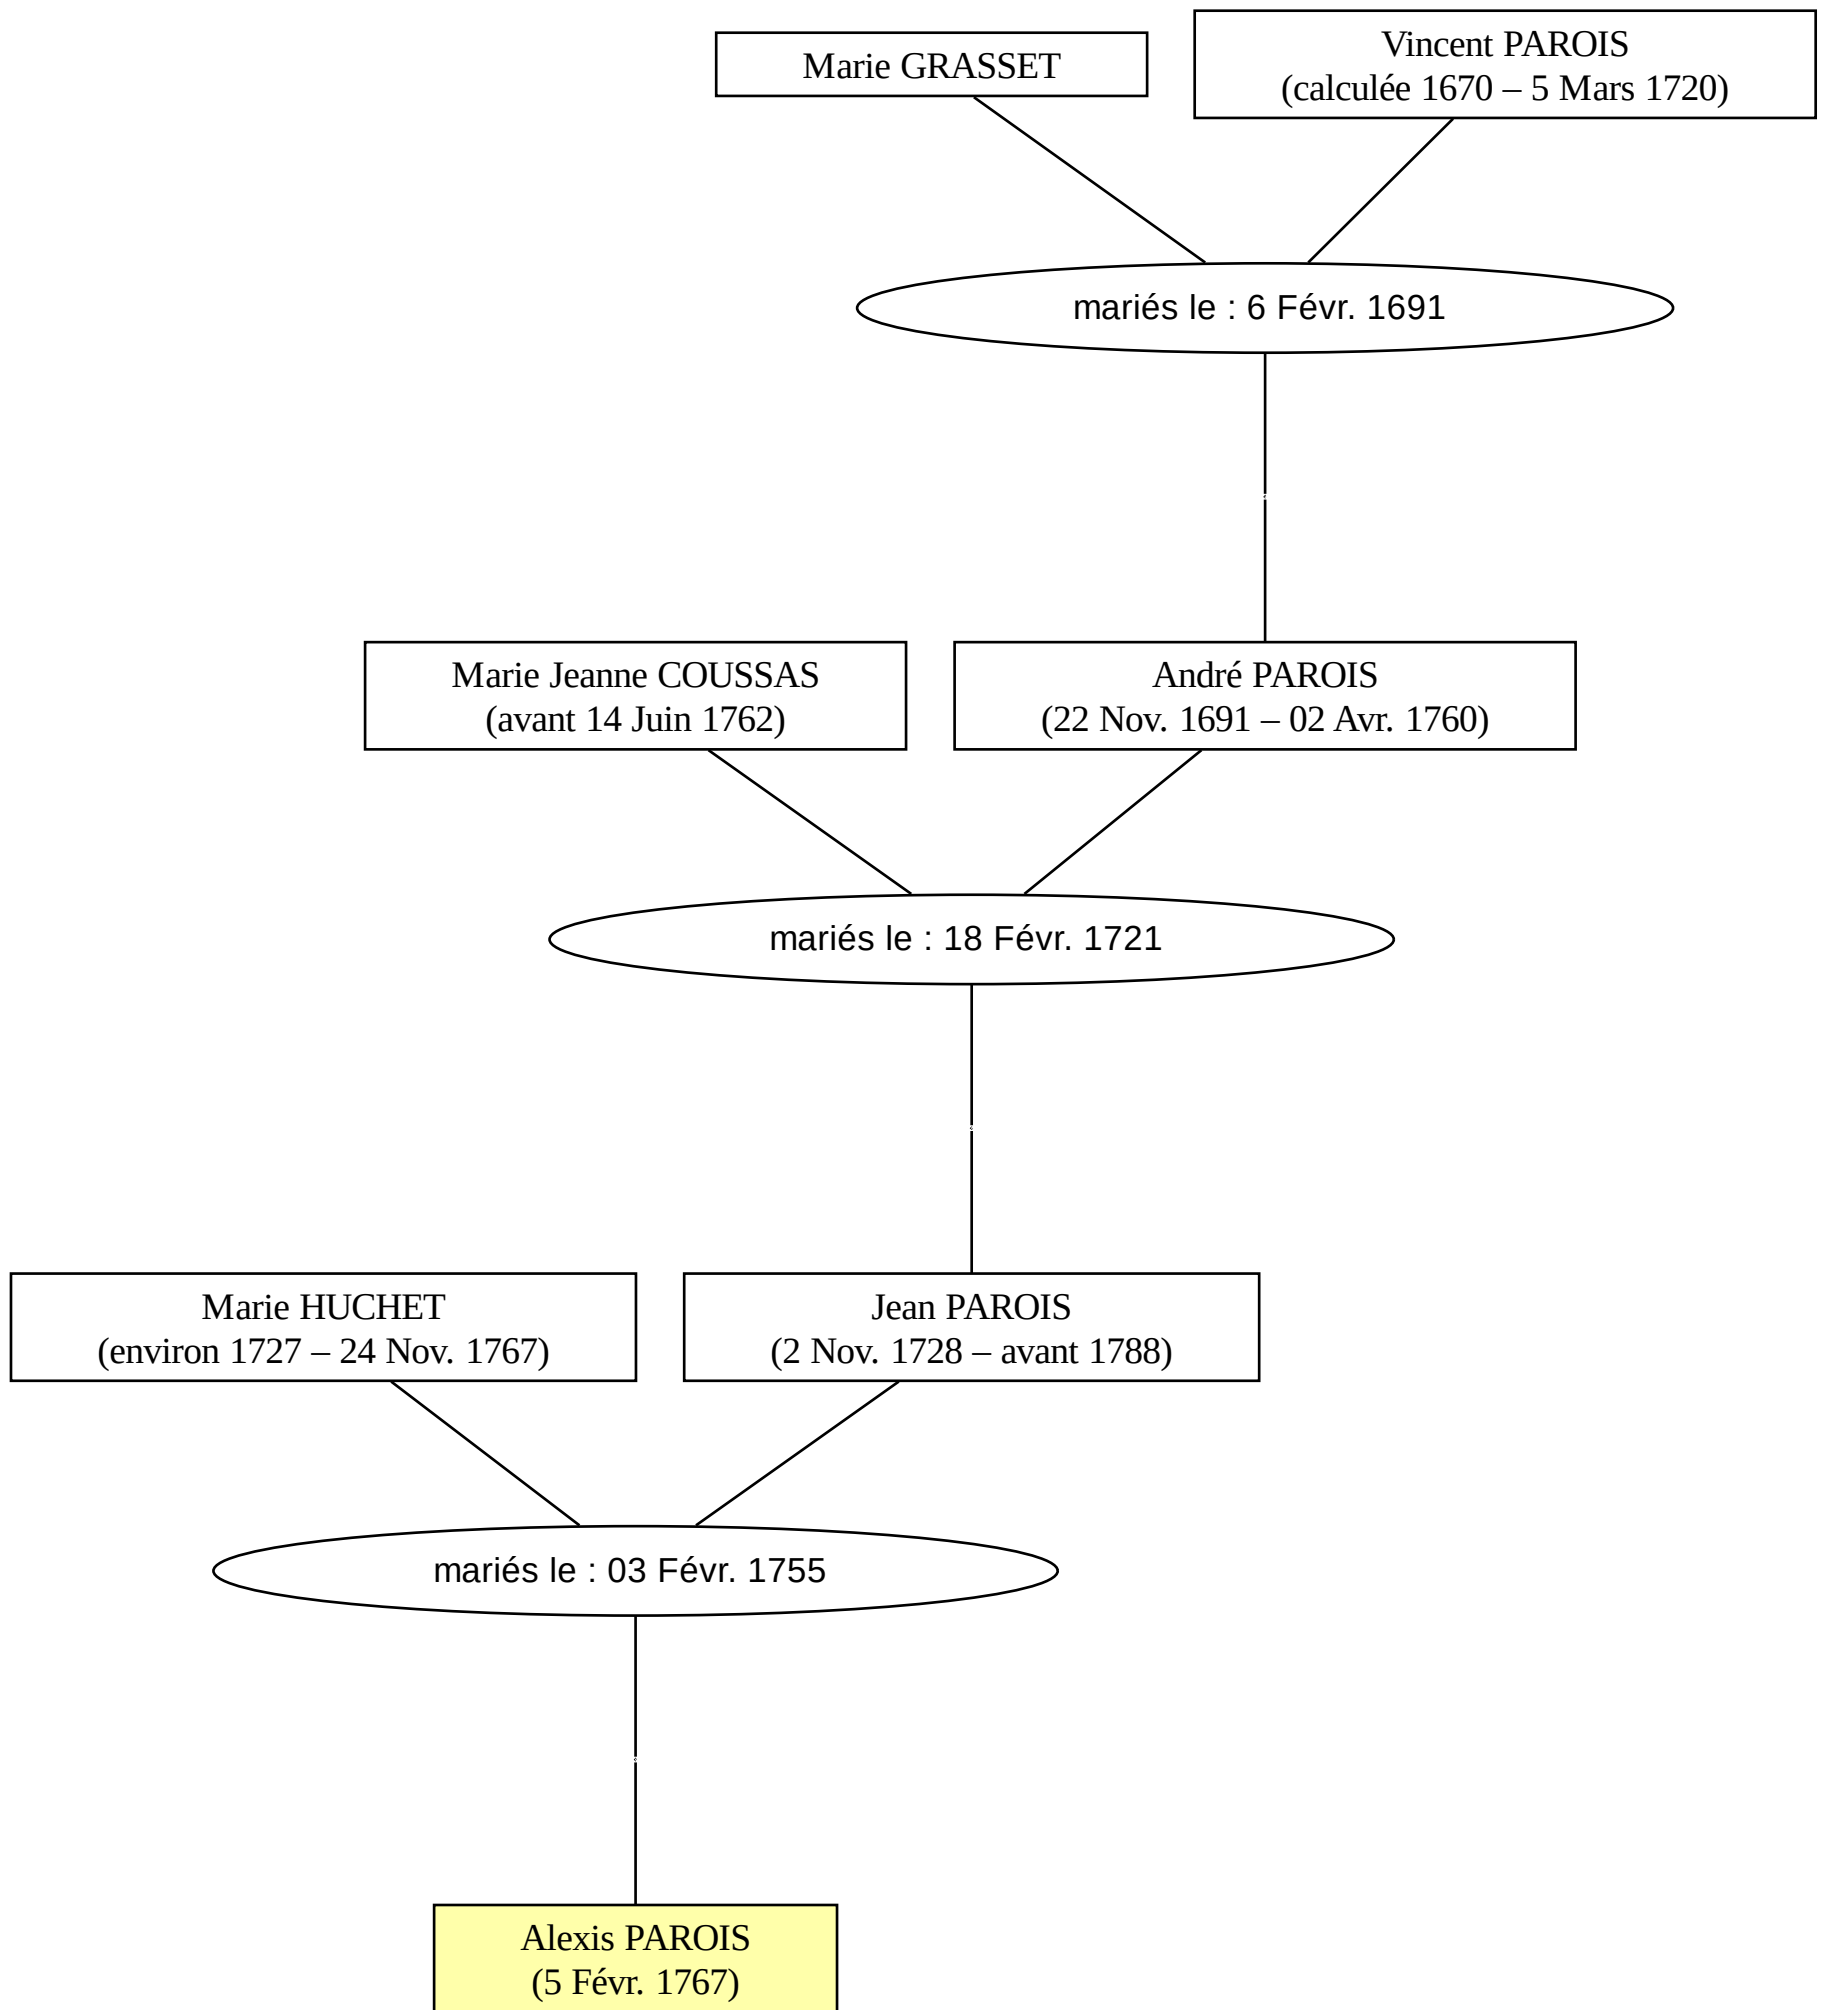 Marie GRASSET
Vincent PAROIS
(calculée 1670 – 5 Mars 1720)
mariés le : 6 Févr. 1691
Marie Jeanne COUSSAS
(avant 14 Juin 1762)
André PAROIS
(22 Nov. 1691 – 02 Avr. 1760)
mariés le : 18 Févr. 1721
Marie HUCHET
(environ 1727 – 24 Nov. 1767)
Jean PAROIS
(2 Nov. 1728 – avant 1788)
mariés le : 03 Févr. 1755
Alexis PAROIS
(5 Févr. 1767)